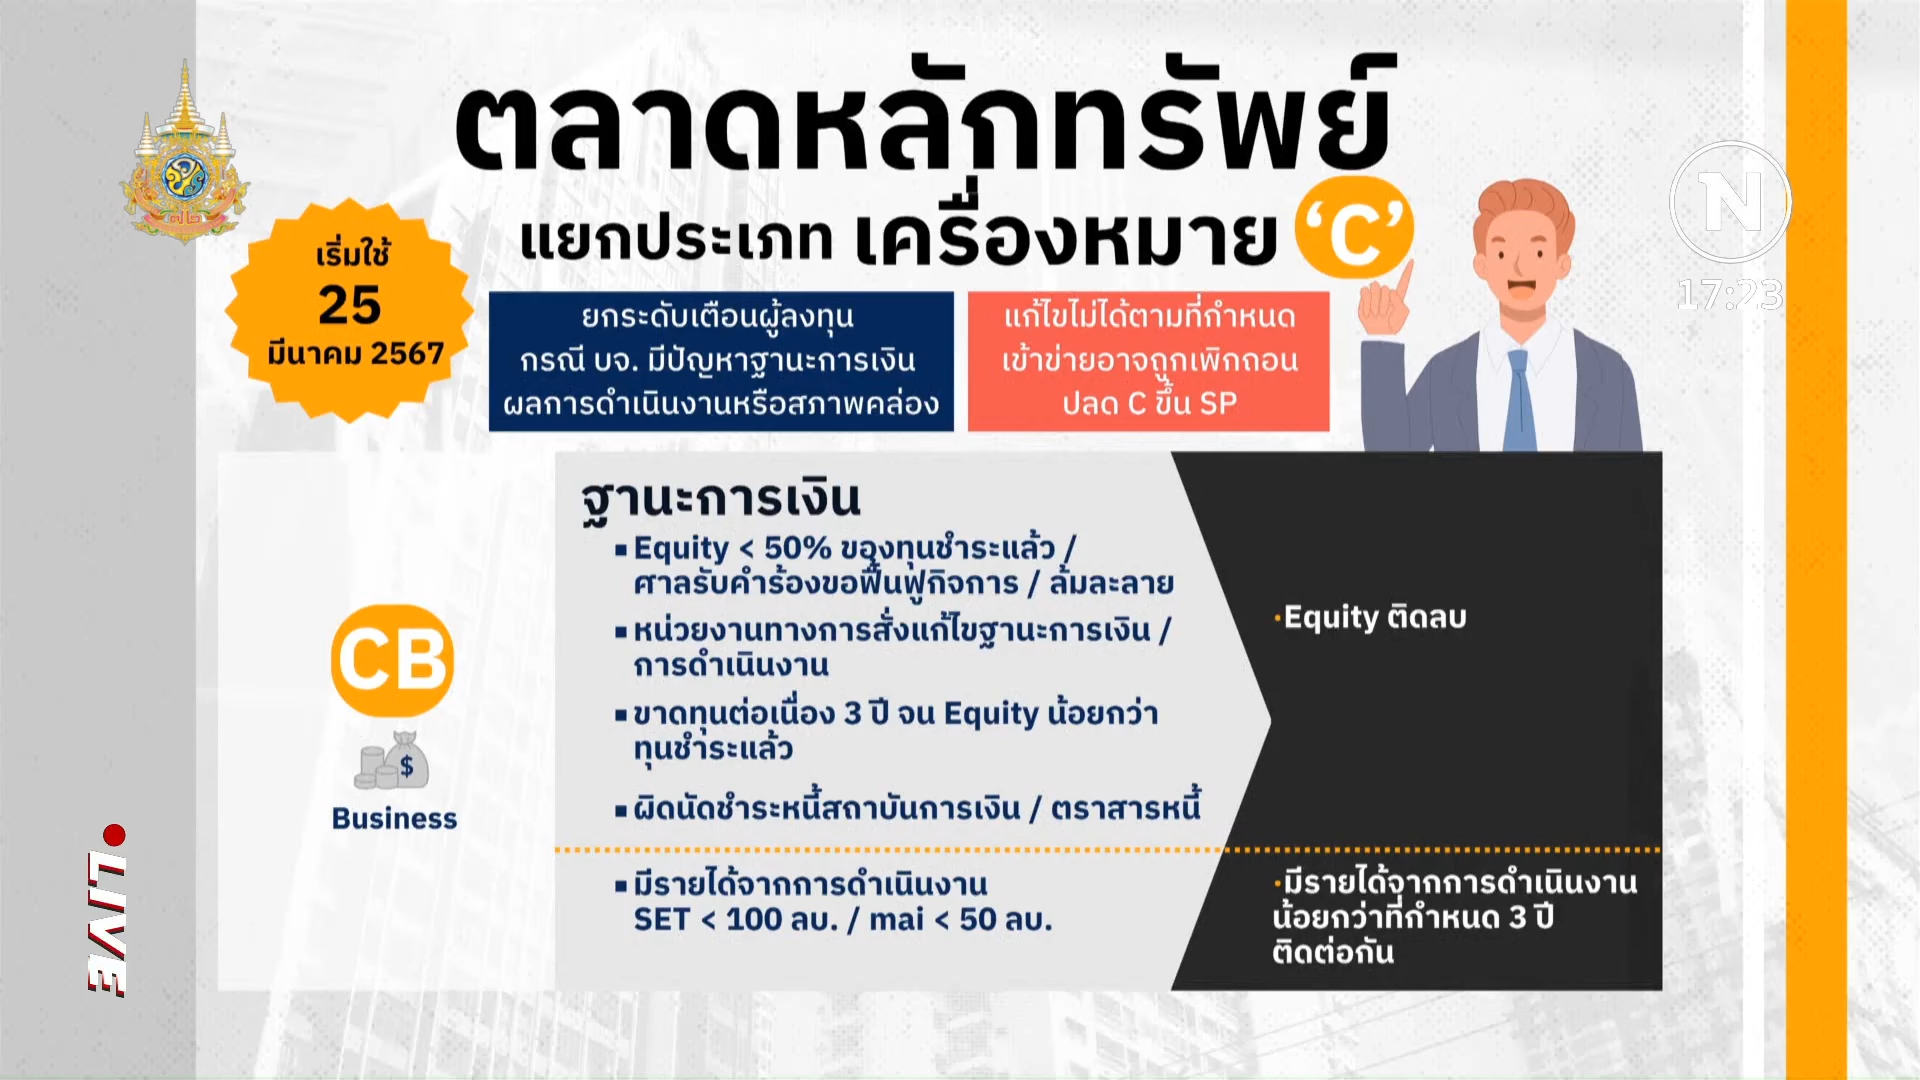 ตลาดหลักทรัพย์
แยกประเภท เครื่องหมาย ‘C’
เริ่มใช้
25
มีนาคม 2567
ยกระดับเตือนผู้ลงทุน
กรณี บจ. มีปัญหาฐานะการเงิน
ผลการดำเนินงานหรือสภาพคล่อง
แก้ไขไม่ได้ตามที่กำหนด
เข้าข่ายอาจถูกเพิกถอน
ปลด C ขึ้น SP
N
17:23
CB
$
Business
ฐานะการเงิน
▪Equity < 50% ของทุนชำระแล้ว /
ศาลรับคำร้องขอฟื้นฟูกิจการ / ล้มละลาย
▪หน่วยงานทางการสั่งแก้ไขฐานะการเงิน /
การดำเนินงาน
▪ขาดทุนต่อเนื่อง 3 ปี จน Equity น้อยกว่า
ทุนชำระแล้ว
▪ผิดนัดชำระหนี้สถาบันการเงิน / ตราสารหนี้
▪มีรายได้จากการดำเนินงาน
SET < 100 ลบ. / mai < 50 ลบ.
·Equity ติดลบ
·มีรายได้จากการดำเนินงาน
น้อยกว่าที่กำหนด 3 ปี
ติดต่อกัน
LIVE